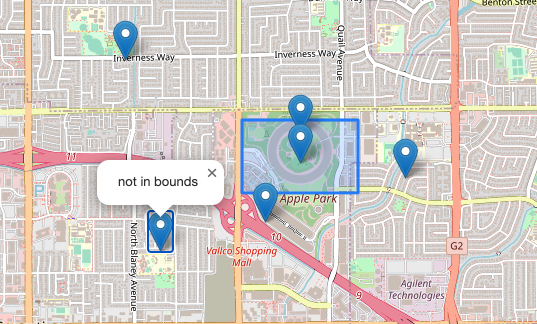 Benton Street
Inverness Way
Inverness Way
Quail Avenue
11
not in bounds
×
Apple Park
10
Vallco Shopping
Mall
North Blaney Avenue
G2
9
Agilent
Technologies